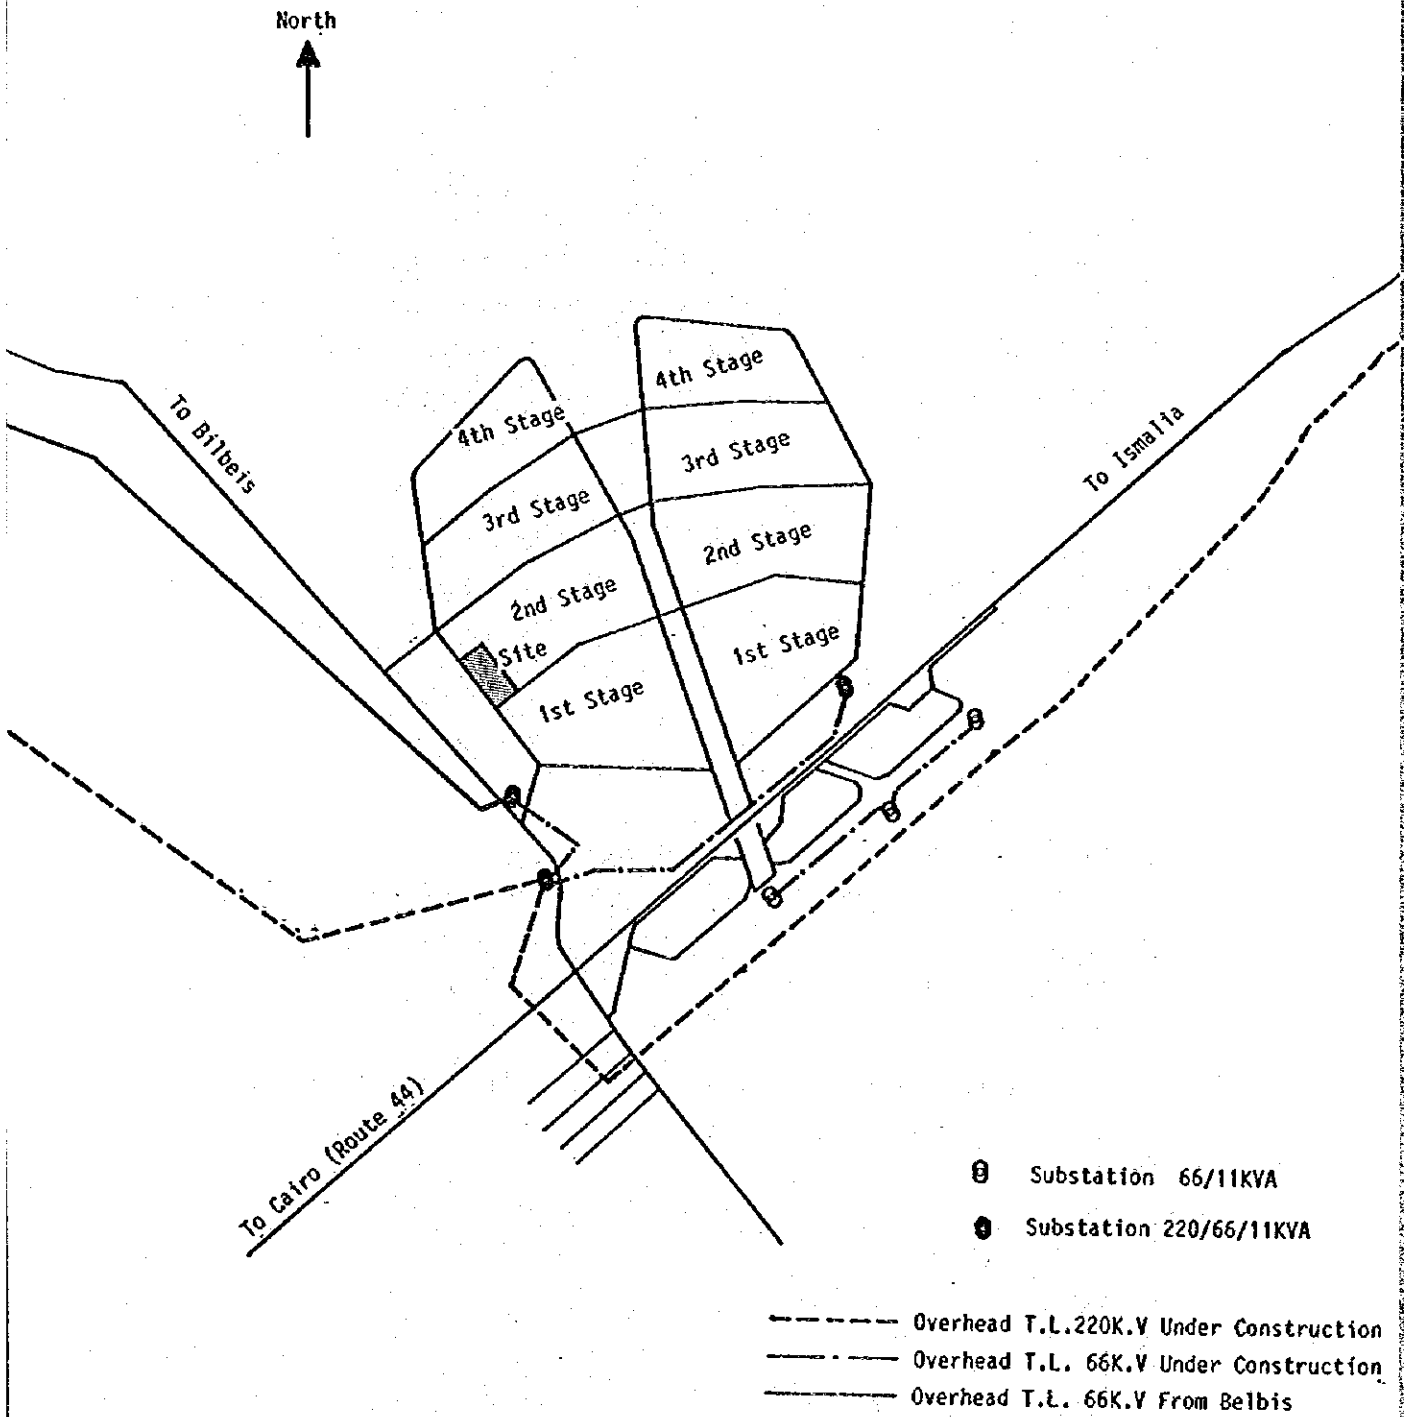 North
4th Stage
4th Stage
To Bilbeis
3rd Stage
To Ismalia
3rd Stage
2nd Stage
2nd Stage
Site
1st Stage
1st Stage
To Cairo (Route 44)
Substation 66/11KVA
Substation 220/66/11KVA
Overhead T.L.220K.V Under Construction
Overhead T.L. 66K.V Under Construction
Overhead T.L. 66K.V From Belbis